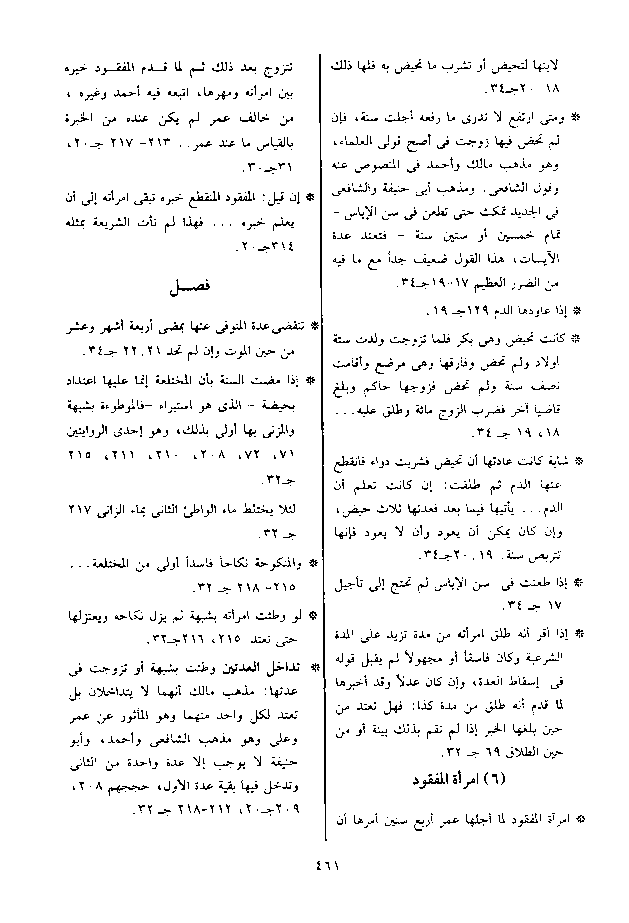 لابنها لتحيض أو تشرب ما تحيض به فلها ذلك
١٨ ، ٢٠جـ٣٤.
* ومتى ارتفع لا تدرى ما رفعه أجلت سنة، فإن
لم تحض فيها زوجت فى أصح قولى العلماء،
وهو مذهب مالك وأحمد فى المنصوص عنه
وقول الشافعى. ومذهب أبى حنيفة والشافعى
فى الجديد تمكث حتى تطعن فى سن الإياس -
تمام خمسين أو ستين سنة - فتعتد عدة
الآيسات، هذا القول ضعيف جداً مع ما فيه
من الضرر العظيم ١٧-١٩جـ٣٤.
* إذا عاودها الدم ١٢٩جـ ١٩.
* كانت تحيض وهى بكر فلما تزوجت ولدت ستة
اولاد ولم تحض وفارقها وهى مرضع وأقامت
نصف سنة ولم تحض فزوجها حاكم وبلغ
قاضيا آخر فضرب الزوج مائة وطلق عليه...
١٨، ١٩ جـ ٣٤.
* شابة كانت عادتها أن تحيض فشربت دواء فانقطع
عنها الدم ثم طلقت: إن كانت تعلم أن
الدم... يأتيها فيما بعد فعدتها ثلاث حيض،
وإن كان يمكن أن يعود وأن لا يعود فإنها
تتربص سنة. ١٩، ٢٠جـ٣٤.
* إذا طعنت فى سن الإياس لم تحتج إلى تأجيل
١٧ جـ ٣٤.
* إذا أقر أنه طلق امرأته من مدة تزيد على المدة
الشرعية وكان فاسقاً أو مجهولاً لم يقبل قوله
فى إسقاط العدة، وإن كان عدلاً وقد أخبرها
لما قدم أنه طلق من مدة كذا: فهل تعتد من
حين بلغها الخبر إذا لم تقم بذلك بينة أو من
حين الطلاق ٦٩ جـ ٣٢.
(٦) امرأة المفقود
* امرأة المفقود لما أجلها عمر أربع سنين أمرها أن
تتزوج بعد ذلك ثم لما قدم المفقود خيره
بين امرأته ومهرها، اتبعه فيه أحمد وغيره ،
من خالف عمر لم يكن عنده من الخبرة
بالقياس ما عند عمر.. ٢١٣- ٢١٧ جـ٢٠،
٣١جـ٣٠.
* إن قيل: المفقود المنقطع خبره تبقى امرأته إلى أن
يعلم خبره ... فهذا لم تأت الشريعة بمثله
٣١٤جـ٢٠.
فصل
* تنقضى عدة المتوفى عنها بمضى أربعة أشهر وعشر
من حين الموت وإن لم تحد ٢١، ٢٢ جـ٣٤.
* إذا مضت السنة بأن المختلعة إنما عليها اعتداد
بحيضة - الذى هو استبراء -فالموطوءة بشبهة
والمزنى بها أولى بذلك، وهو إحدى الروايتين
٧١، ٧٢، ٢٠٨، ٢١٠، ٢١١، ٢١٥
جـ٣٢.
لئلا يختلط ماء الواطئ الثانى بماء الزانى ٢١٧
جـ ٣٢.
* والمنكوحة نكاحاً فاسداً أولى من المختلعة...
٢١٥- ٢١٨ جـ ٣٢.
* لو وطئت امرأته بشبهة لم يزل نكاحه ويعتزلها
حتى تعتد ٢١٥، ٢١٦جـ٣٢.
* تداخل العدتين وطئت بشبهة أو تزوجت فى
عدتها: مذهب مالك أنهما لا يتداخلان بل
تعتد لكل واحد منهما وهو المأثور عن عمر
وعلى وهو مذهب الشافعى وأحمد، وأبو
حنيفة لا يوجب إلا عدة واحدة من الثانى
وتدخل فيها بقية عدة الأول، حججهم ٢٠٨،
٢٠٩جـ٢٠، ٢١٢-٢١٨ جـ ٣٢.
٤٦١